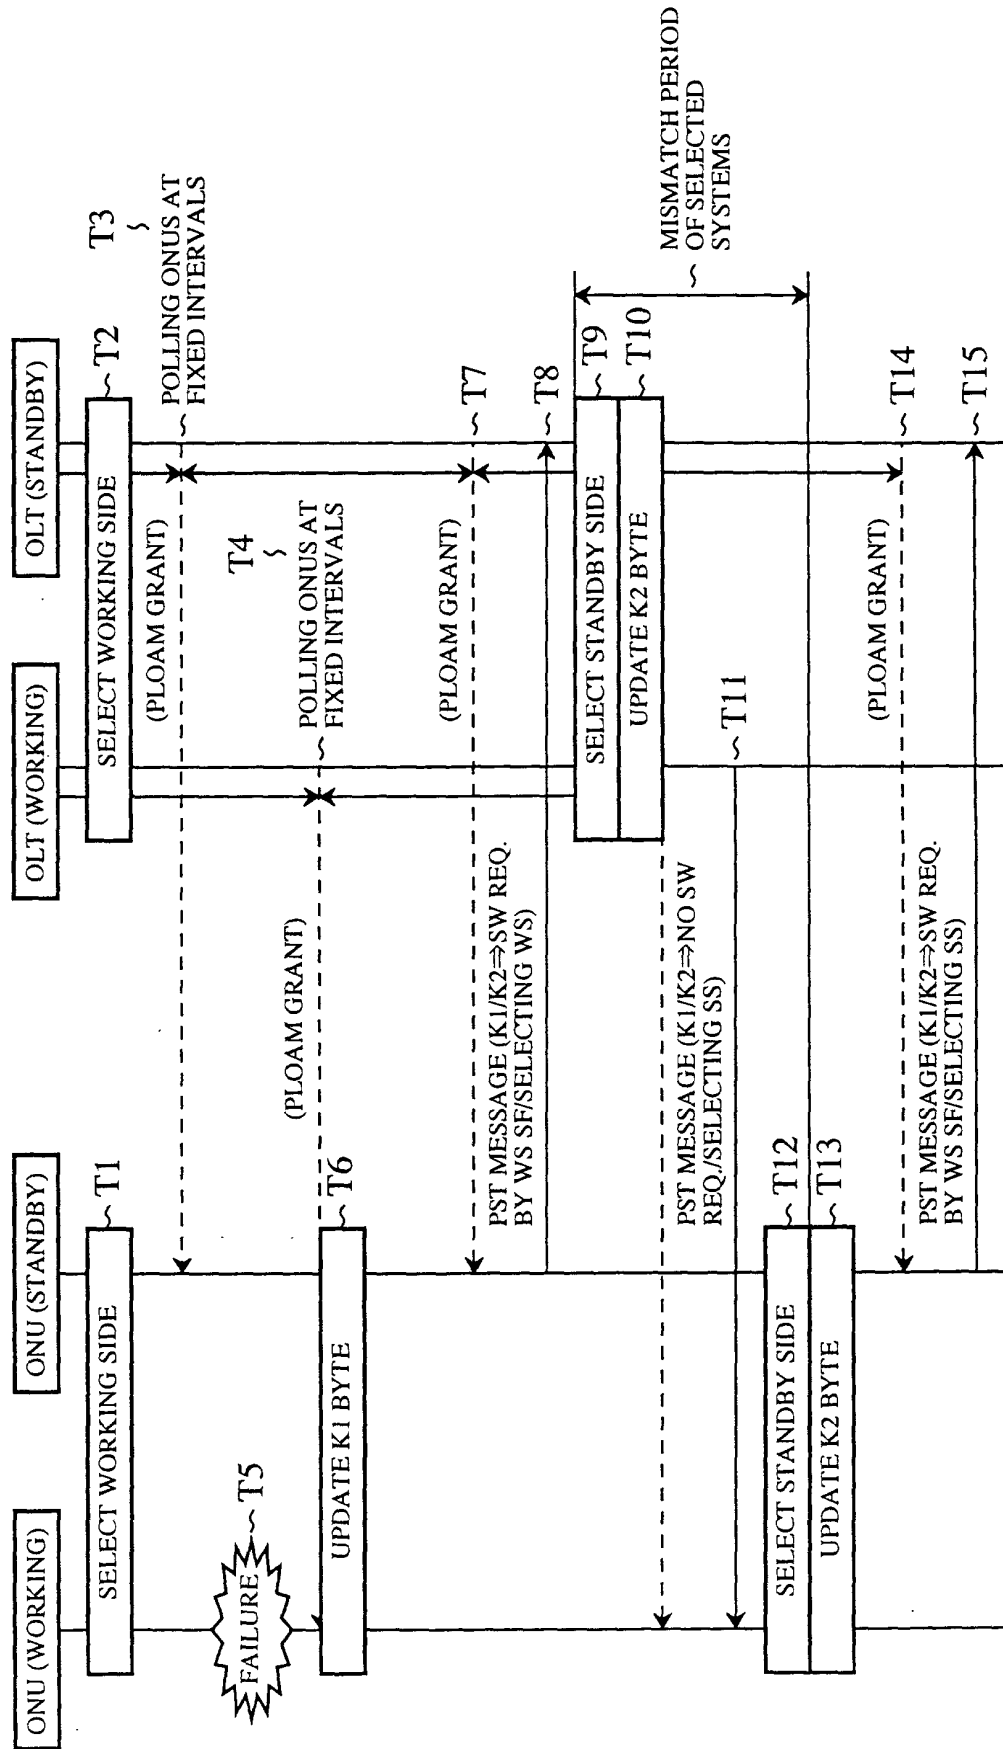 ONU (WORKING)
ONU (STANDBY)
OLT (WORKING)
OLT (STANDBY)
SELECT WORKING SIDE
T1
SELECT WORKING SIDE
T2
T3
POLLING ONUS AT
FIXED INTERVALS
(PLOAM GRANT)
FAILURE
T5
T4
POLLING ONUS AT
FIXED INTERVALS
(PLOAM GRANT)
UPDATE K1 BYTE
T6
(PLOAM GRANT)
T7
PST MESSAGE (K1/K2⇒SW REQ.
BY WS SF/SELECTING WS)
T8
SELECT STANDBY SIDE
T9
UPDATE K2 BYTE
T10
MISMATCH PERIOD
OF SELECTED
SYSTEMS
PST MESSAGE (K1/K2⇒NO SW
REQ./SELECTING SS)
T11
SELECT STANDBY SIDE
T12
UPDATE K2 BYTE
T13
(PLOAM GRANT)
T14
PST MESSAGE (K1/K2⇒SW REQ.
BY WS SF/SELECTING SS)
T15